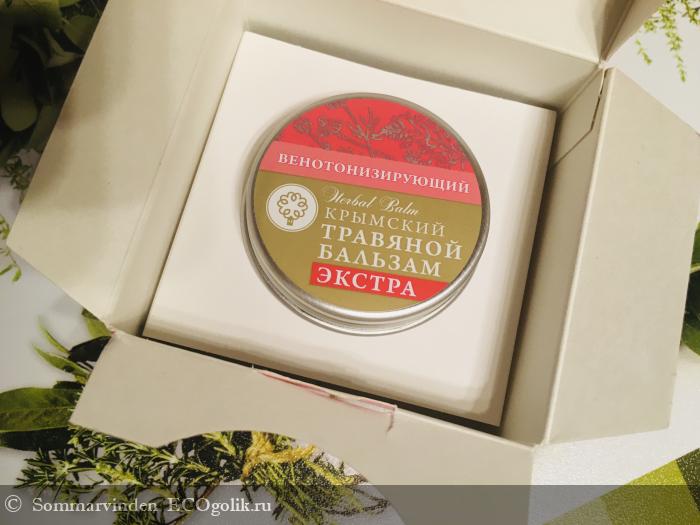 ВЕНОТОНИЗИРУЮЩИЙ
Herbal Balm
КРЫМСКИЙ
ТРАВЯНОЙ
БАЛЬЗАМ
ЭКСТРА
© Sommarvinden ECOgolik.ru